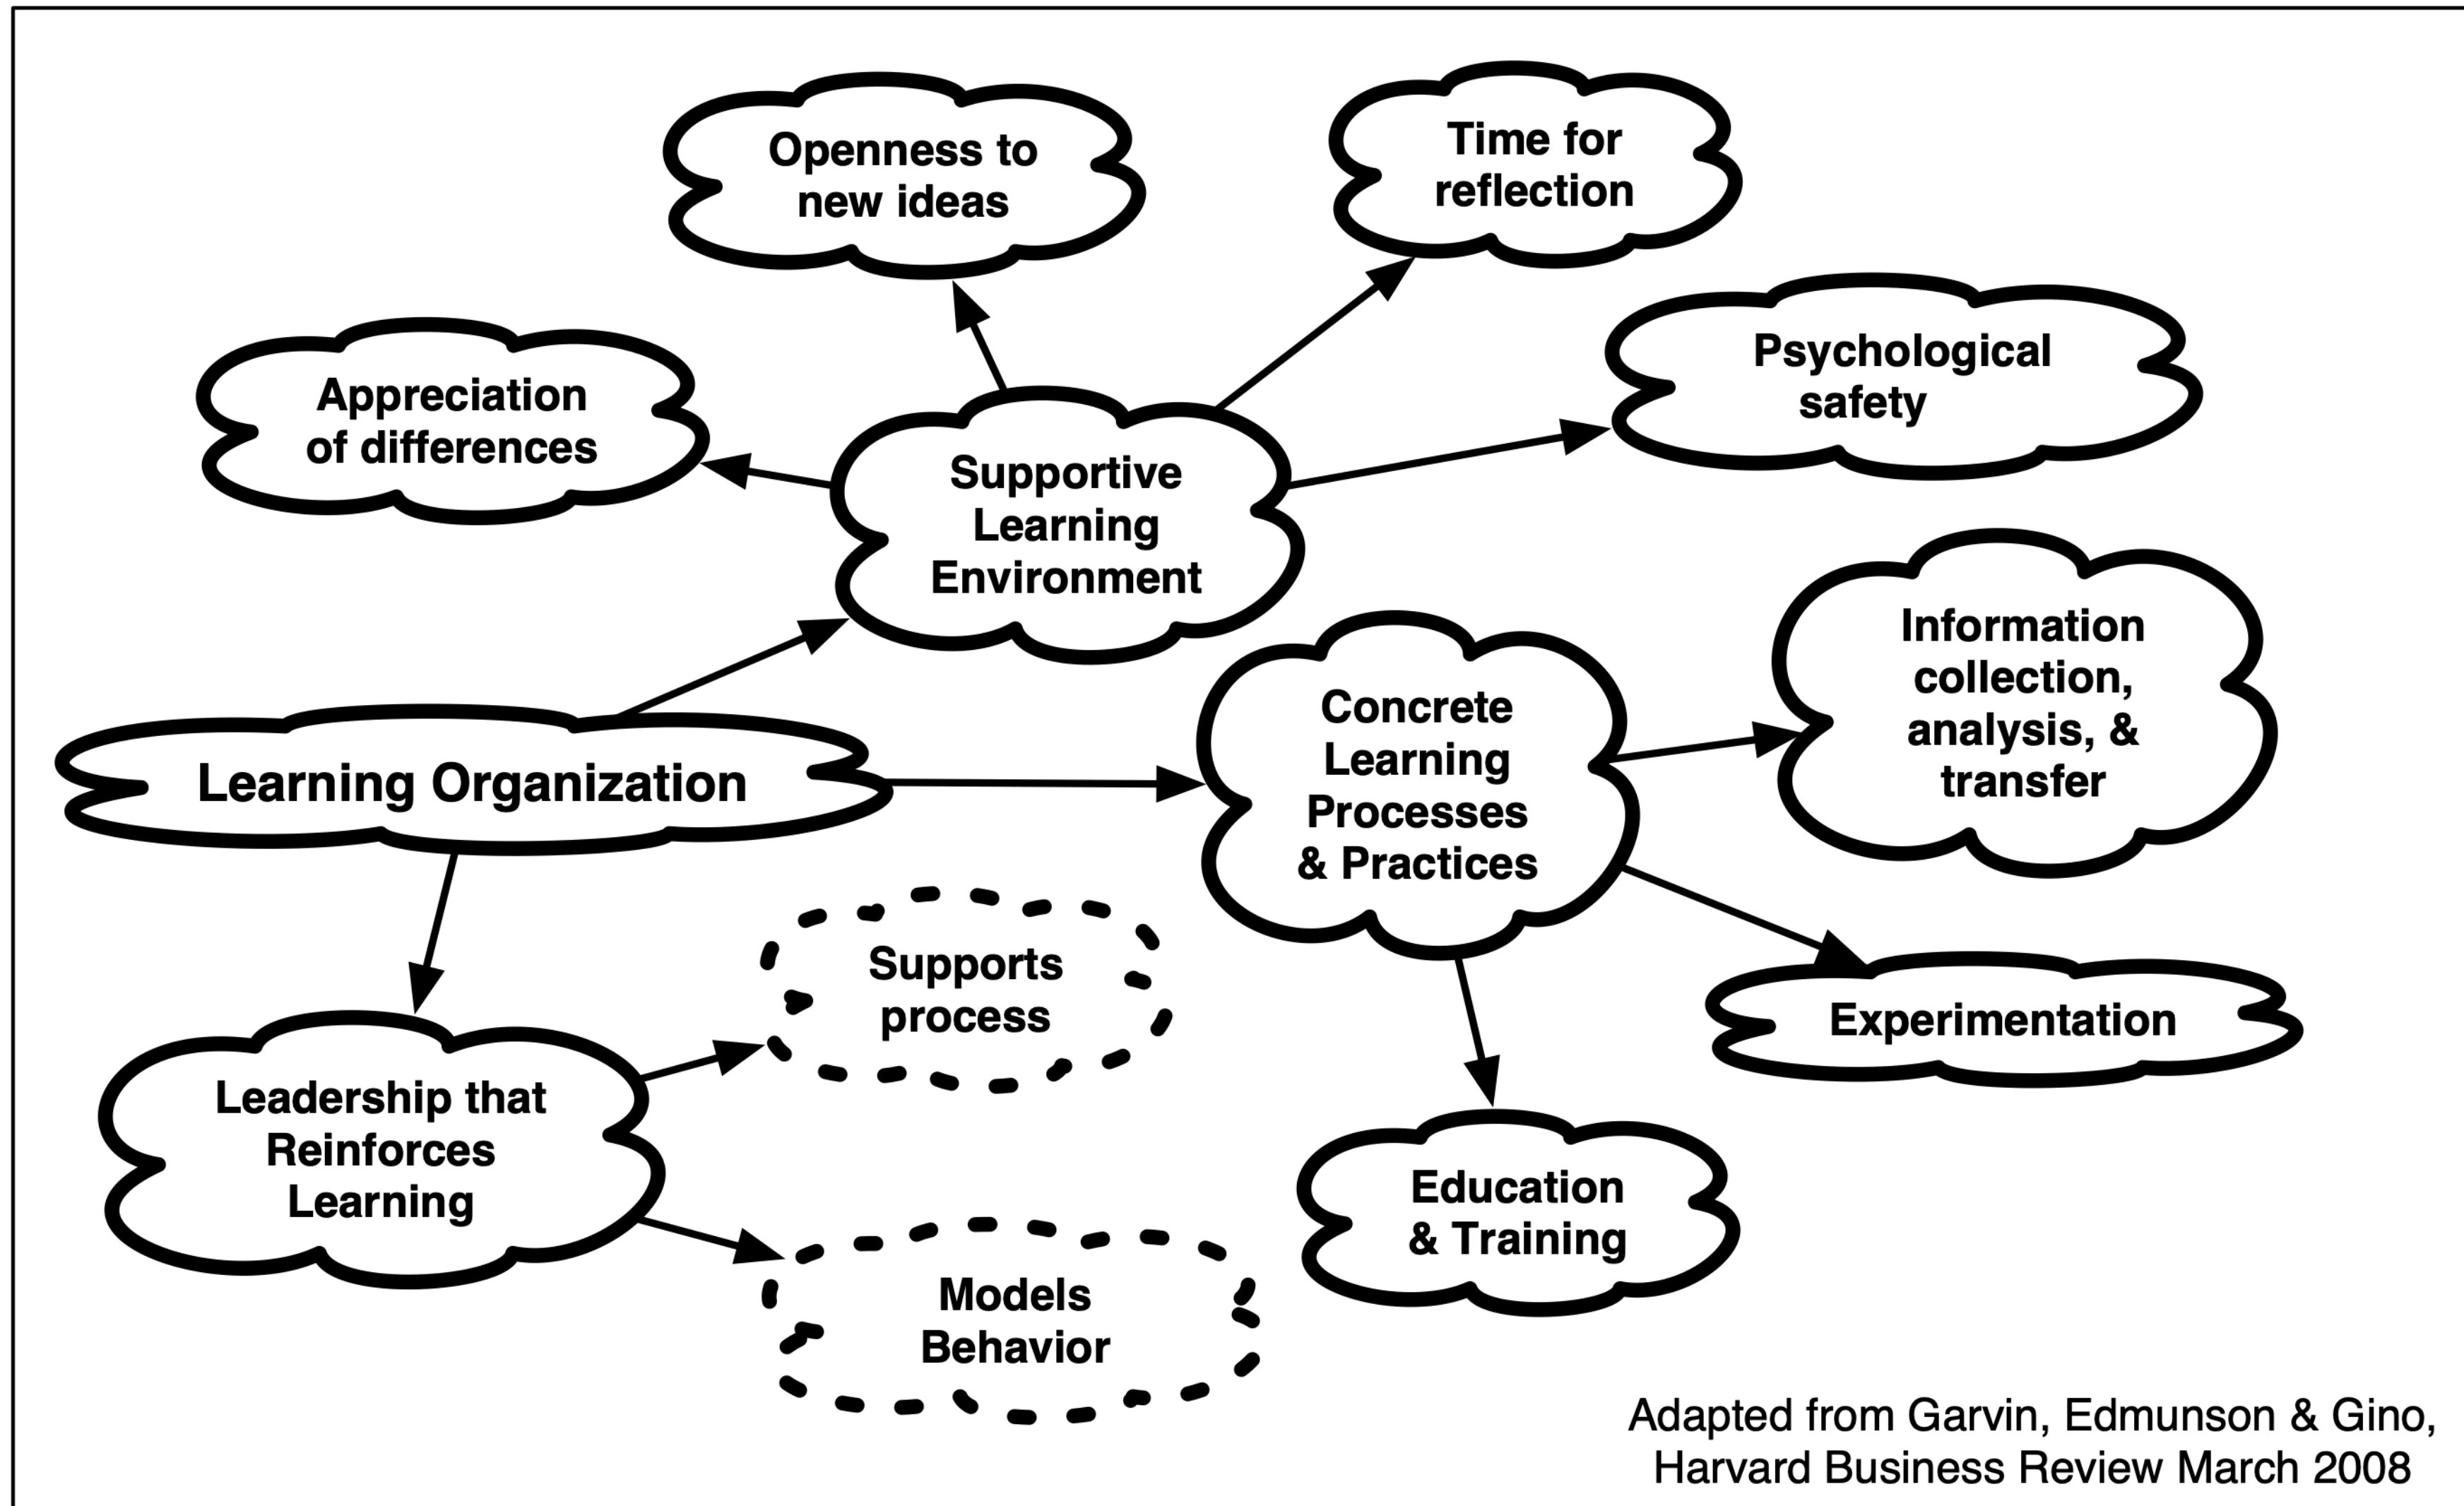 Openness to
new ideas
Time for
reflection
Psychological
safety
Appreciation
of differences
Supportive
Learning
Environment
Information
collection,
analysis, &
transfer
Concrete
Learning
Processes
& Practices
Learning Organization
Supports
process
Experimentation
Leadership that
Reinforces
Learning
Education
& Training
Models
Behavior
Adapted from Garvin, Edmunson & Gino,
Harvard Business Review March 2008